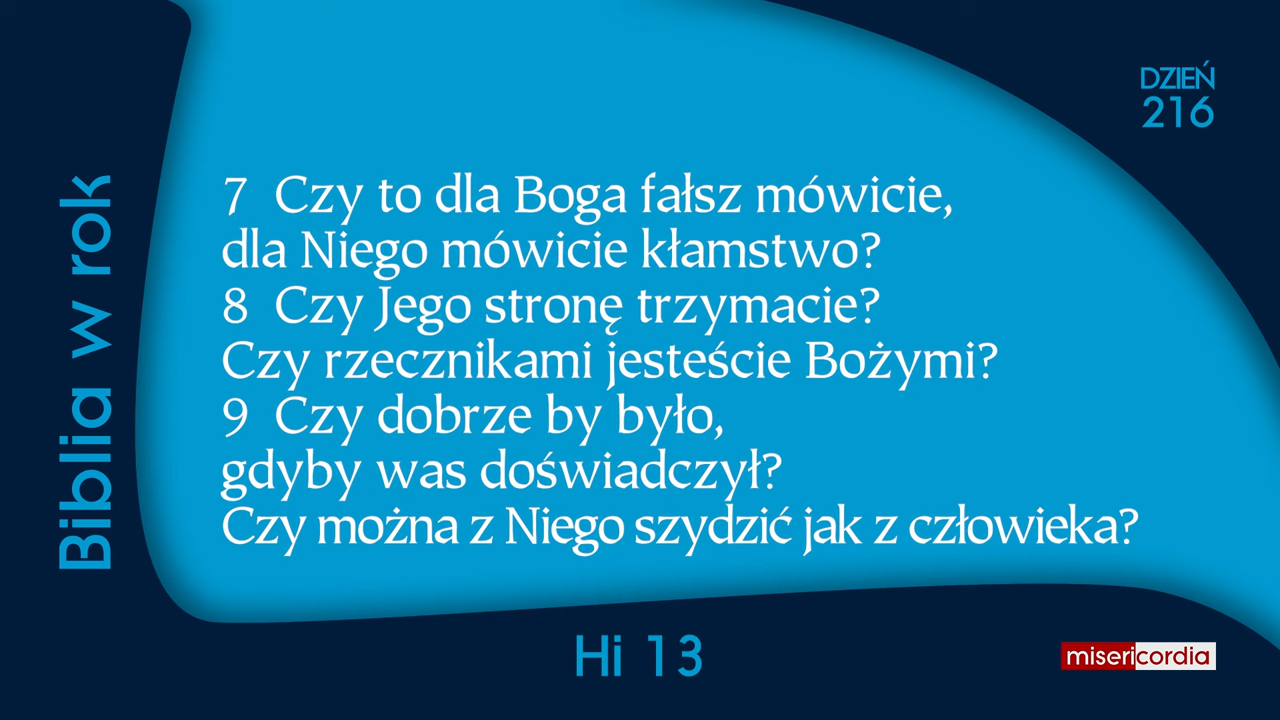 DZIEŃ
216
Biblia w rok
7 Czy to dla Boga fałsz mówicie,
dla Niego mówicie kłamstwo?
8 Czy Jego stronę trzymacie?
Czy rzecznikami jesteście Bożymi?
9 Czy dobrze by było,
gdyby was doświadczył?
Czy można z Niego szydzić jak z człowieka?
Hi 13
misericordia